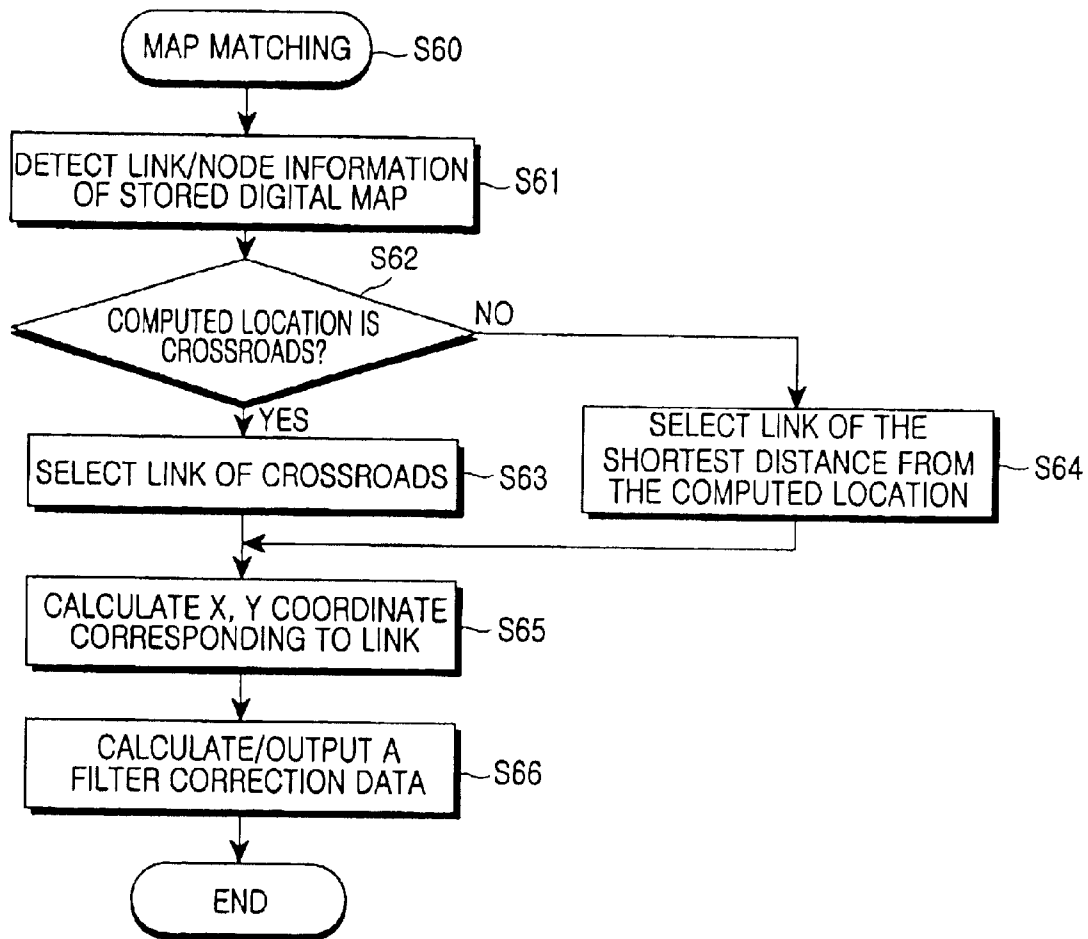 MAP MATCHING
S60
DETECT LINK/NODE INFORMATION
OF STORED DIGITAL MAP
S61
S62
COMPUTED LOCATION IS
CROSSROADS?
NO
YES
SELECT LINK OF CROSSROADS
S63
SELECT LINK OF THE
SHORTEST DISTANCE FROM
THE COMPUTED LOCATION
S64
CALCULATE X, Y COORDINATE
CORRESPONDING TO LINK
S65
CALCULATE/OUTPUT A
FILTER CORRECTION DATA
S66
END